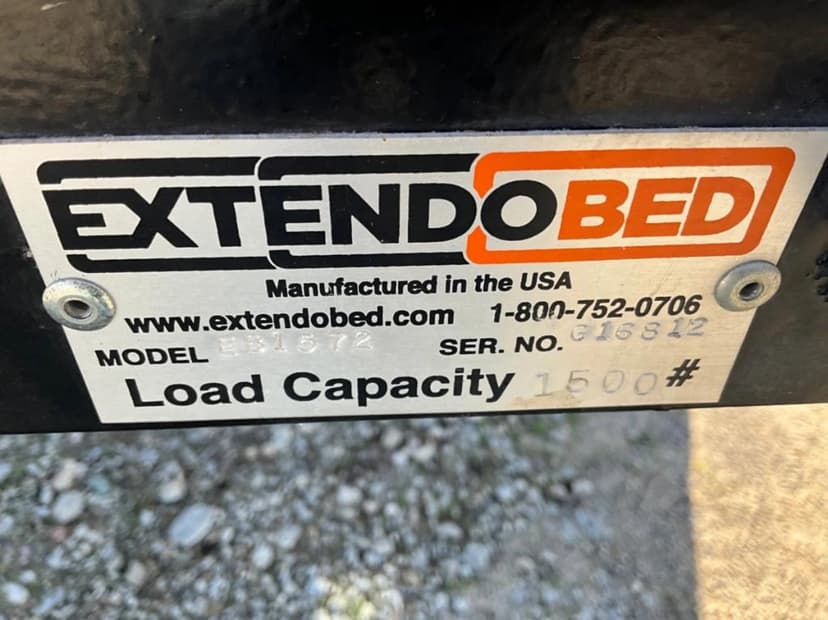 EXTENDOBED
Manufactured in the USA
www.extendobed.com 1-800-752-0706
MODEL EB1572 SER. NO. G16812
Load Capacity 1500#